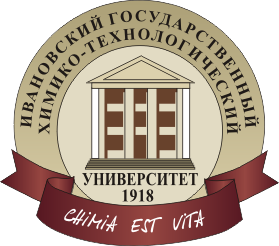 ИВАНОВСКИЙ ГОСУДАРСТВЕННЫЙ
ХИМИКО-ТЕХНОЛОГИЧЕСКИЙ
УНИВЕРСИТЕТ
1918
CHiMiA EST ViTA